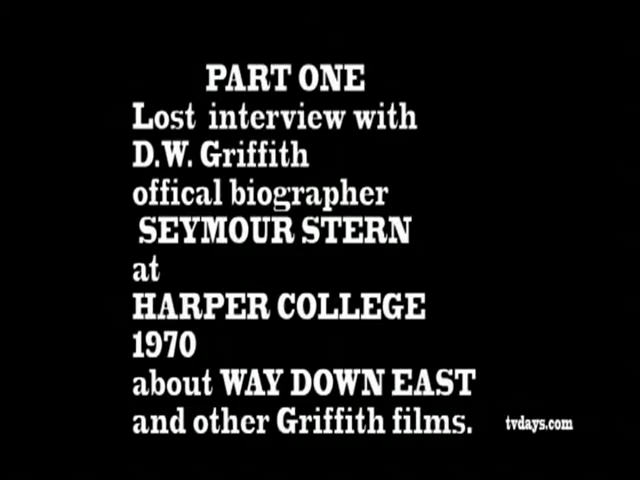 PART ONE
Lost interview with
D.W. Griffith
offical biographer
SEYMOUR STERN
at
HARPER COLLEGE
1970
about WAY DOWN EAST
and other Griffith films.
tvdays.com